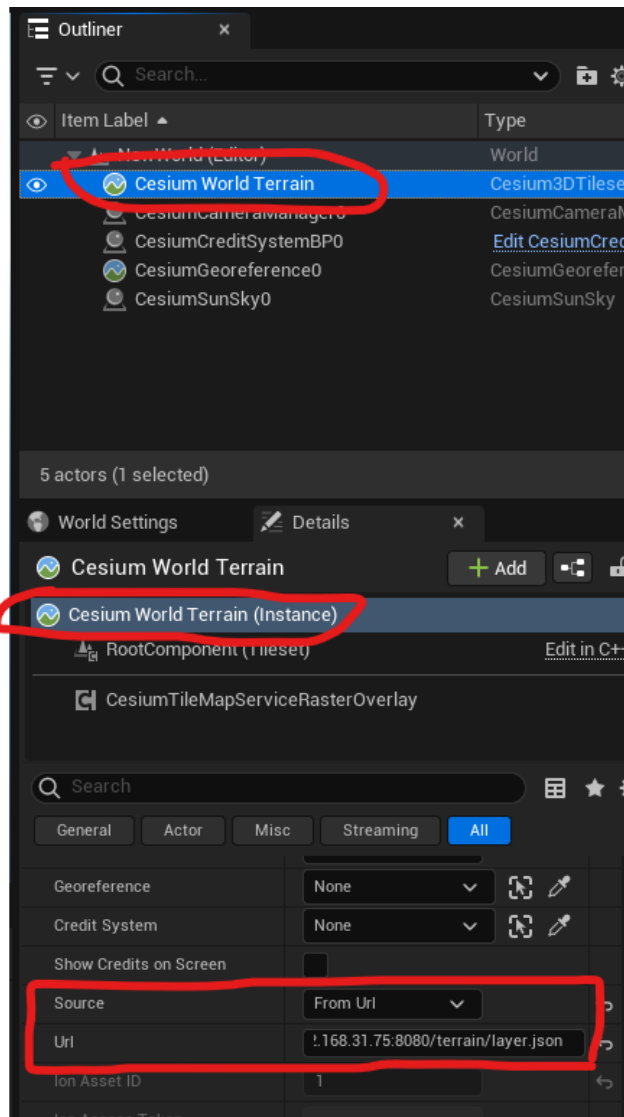 Outliner
Search...
Item Label Type
(Editor) World
Cesium World Terrain Cesium3DTilese
CesiumCameraManager0 CesiumCameraM
CesiumCreditSystemBP0 Edit CesiumCred
CesiumGeoreference0 CesiumGeorefer
CesiumSunSky0 CesiumSunSky
5 actors (1 selected)
World Settings Details
Cesium World Terrain Add
Cesium World Terrain (Instance)
RootComponent (Tileset) Edit in C++
CesiumTileMapServiceRasterOverlay
Search
General Actor Misc Streaming All
Georeference None
Credit System None
Show Credits on Screen
Source From Url
Url .168.31.75:8080/terrain/layer.json
Ion Asset ID 1